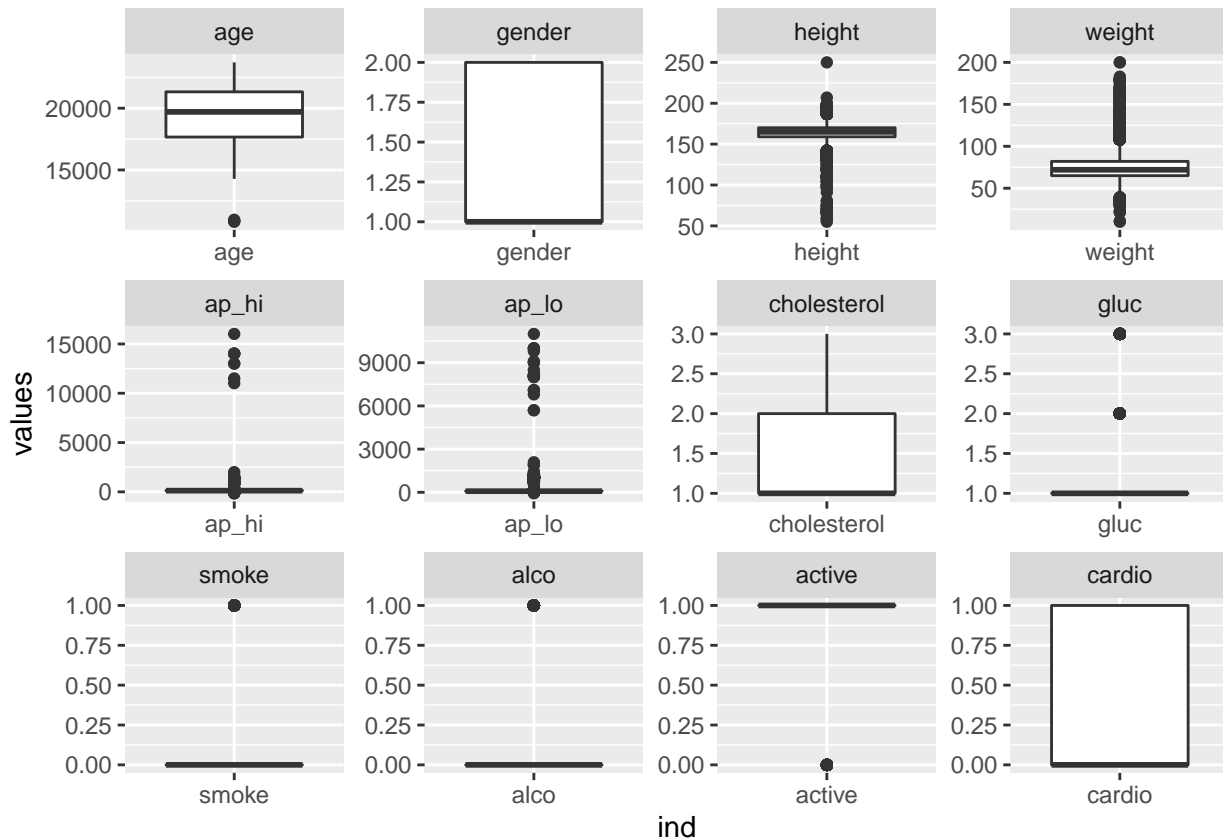 age gender height weight
250 200
2.00
20000 200 150
1.75
150
1.50 100
15000 100
1.25 50
1.00 50
age gender height weight
ap_hi ap_lo cholesterol gluc
15000 3.0 3.0
9000
2.5 2.5
10000
6000
2.0 2.0
5000 3000
1.5 1.5
0 0 1.0 1.0
ap_hi ap_lo cholesterol gluc
smoke alco active cardio
1.00 1.00 1.00 1.00
0.75 0.75 0.75 0.75
0.50 0.50 0.50 0.50
0.25 0.25 0.25 0.25
0.00 0.00 0.00 0.00
smoke alco active cardio
ind
values